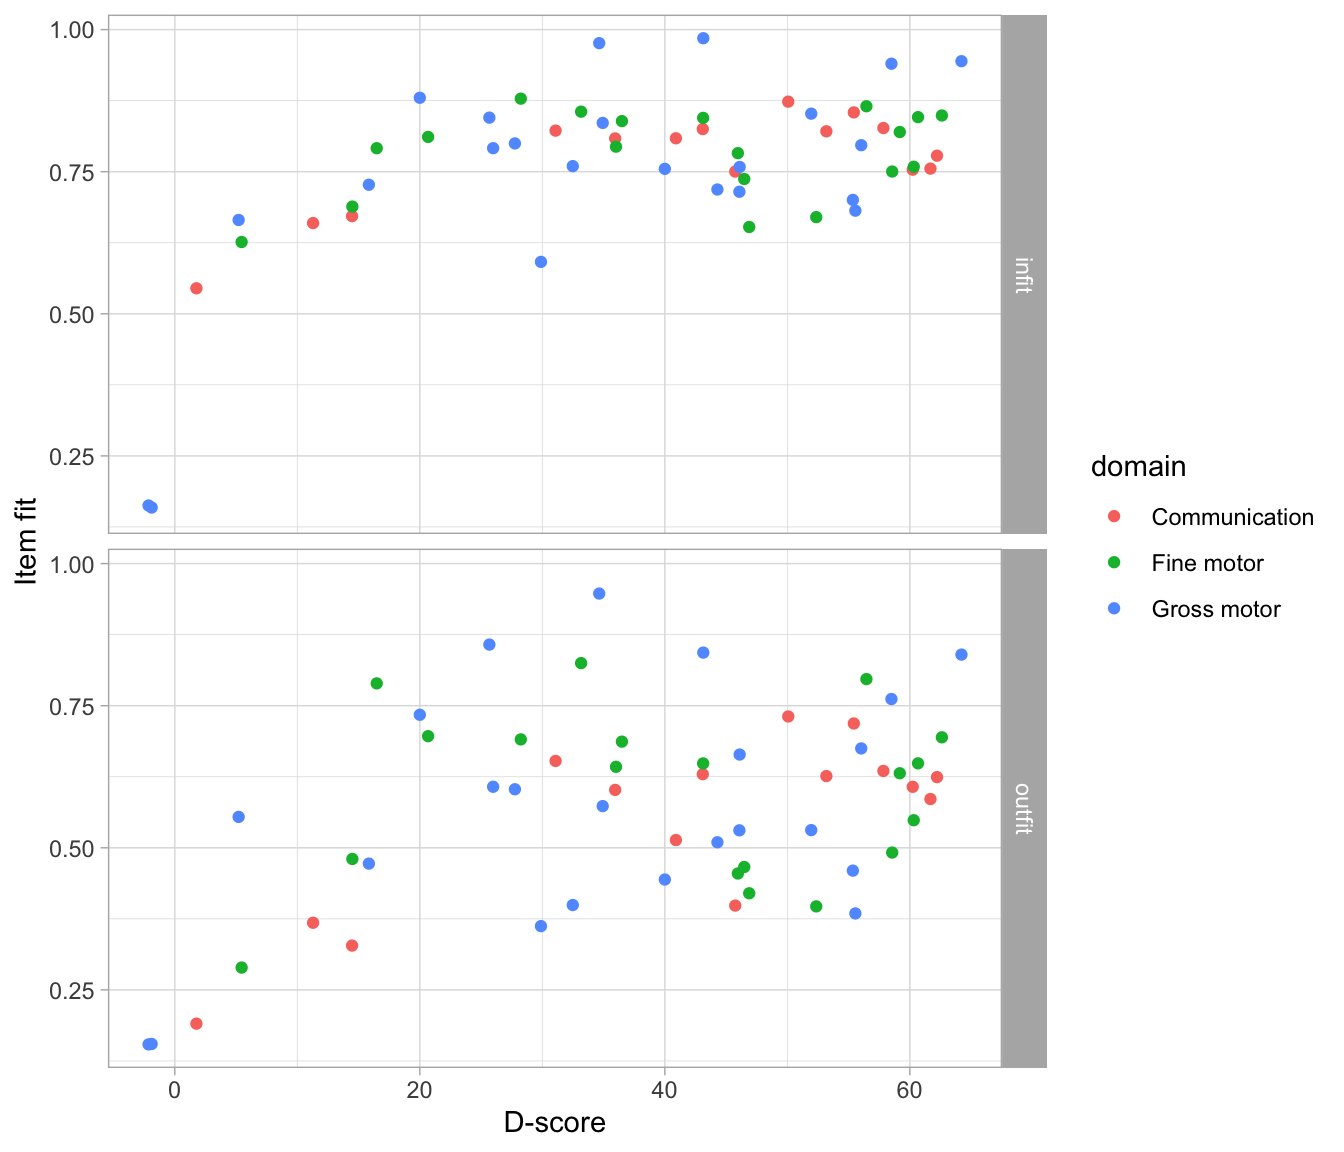 1.00
0.75
0.50
0.25
infit
1.00
0.75
0.50
0.25
outfit
Item fit
0 20 40 60
D-score
domain
Communication
Fine motor
Gross motor